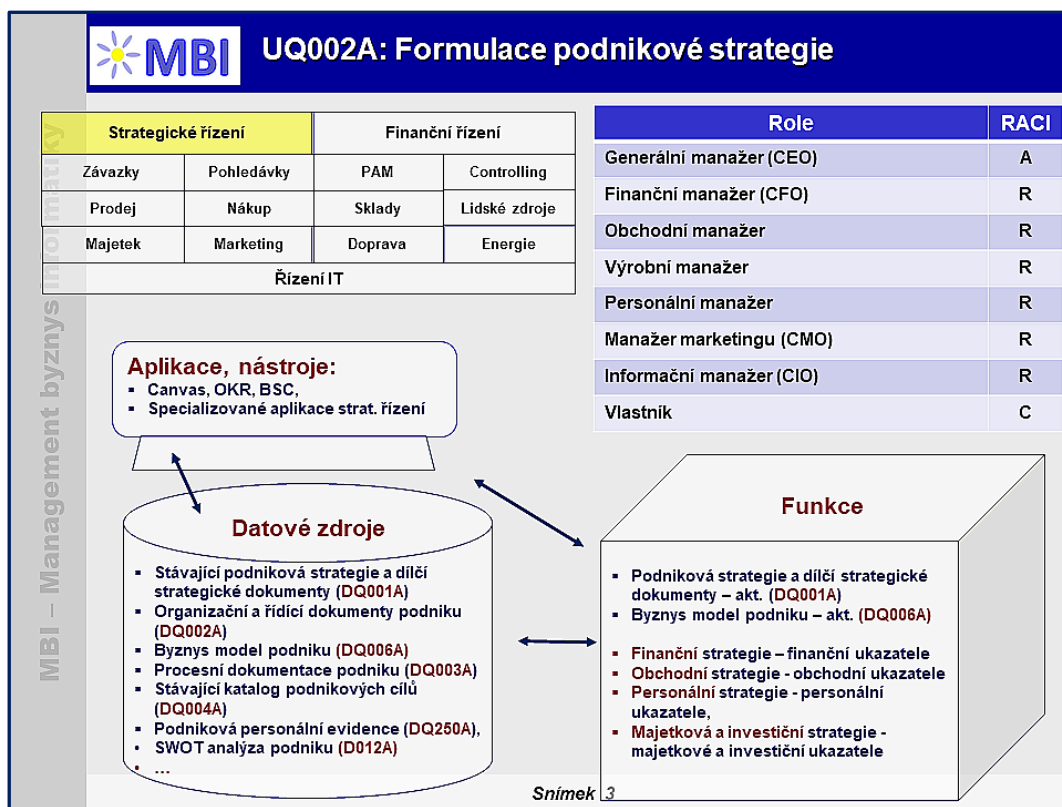 MBI
UQ002A: Formulace podnikové strategie
MBI – Management byznys informatiky
Strategické řízení
Finanční řízení
Závazky
Pohledávky
PAM
Controlling
Prodej
Nákup
Sklady
Lidské zdroje
Majetek
Marketing
Doprava
Energie
Řízení IT
Role RACI
Generální manažer (CEO) A
Finanční manažer (CFO) R
Obchodní manažer R
Výrobní manažer R
Personální manažer R
Manažer marketingu (CMO) R
Informační manažer (CIO) R
Vlastník C
Aplikace, nástroje:
▪ Canvas, OKR, BSC,
▪ Specializované aplikace strat. řízení
Datové zdroje
▪ Stávající podniková strategie a dílčí
strategické dokumenty (DQ001A)
▪ Organizační a řídící dokumenty podniku
(DQ002A)
▪ Byznys model podniku (DQ006A)
▪ Procesní dokumentace podniku (DQ003A)
▪ Stávající katalog podnikových cílů
(DQ004A)
▪ Podniková personální evidence (DQ250A),
• SWOT analýza podniku (D012A)
• ...
Funkce
▪ Podniková strategie a dílčí strategické
dokumenty – akt. (DQ001A)
▪ Byznys model podniku – akt. (DQ006A)
▪ Finanční strategie – finanční ukazatele
▪ Obchodní strategie - obchodní ukazatele
▪ Personální strategie - personální
ukazatele,
▪ Majetková a investiční strategie -
majetkové a investiční ukazatele
Snímek 3